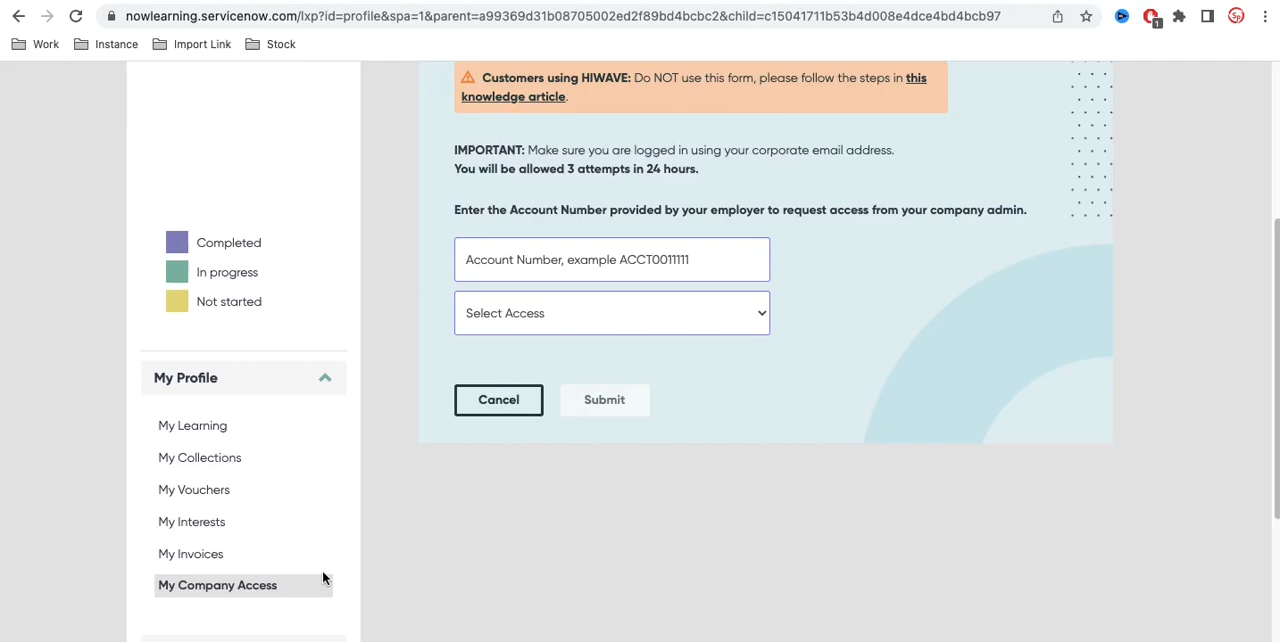 nowlearning.servicenow.com/lxp?id=profile&spa=1&parent=a99369d31b08705002ed2f89bd4bcbc2&child=c15041711b53b4d008e4dce4bd4bcb97
1
Sp
Work
Instance
Import Link
Stock
Customers using HIWAVE: Do NOT use this form, please follow the steps in this
knowledge article.
IMPORTANT: Make sure you are logged in using your corporate email address.
You will be allowed 3 attempts in 24 hours.
Enter the Account Number provided by your employer to request access from your company admin.
Account Number, example ACCT0011111
Select Access
Cancel
Submit
Completed
In progress
Not started
My Profile
My Learning
My Collections
My Vouchers
My Interests
My Invoices
My Company Access